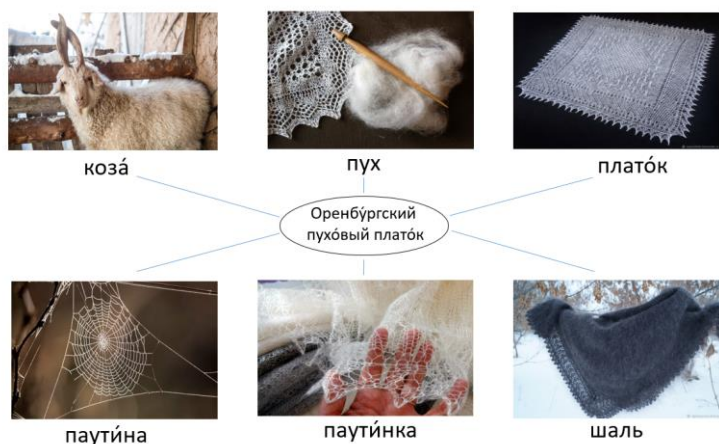 коза́
пух
плато́к
Оренбу́ргский
пухо́вый плато́к
паути́на
паути́нка
шаль